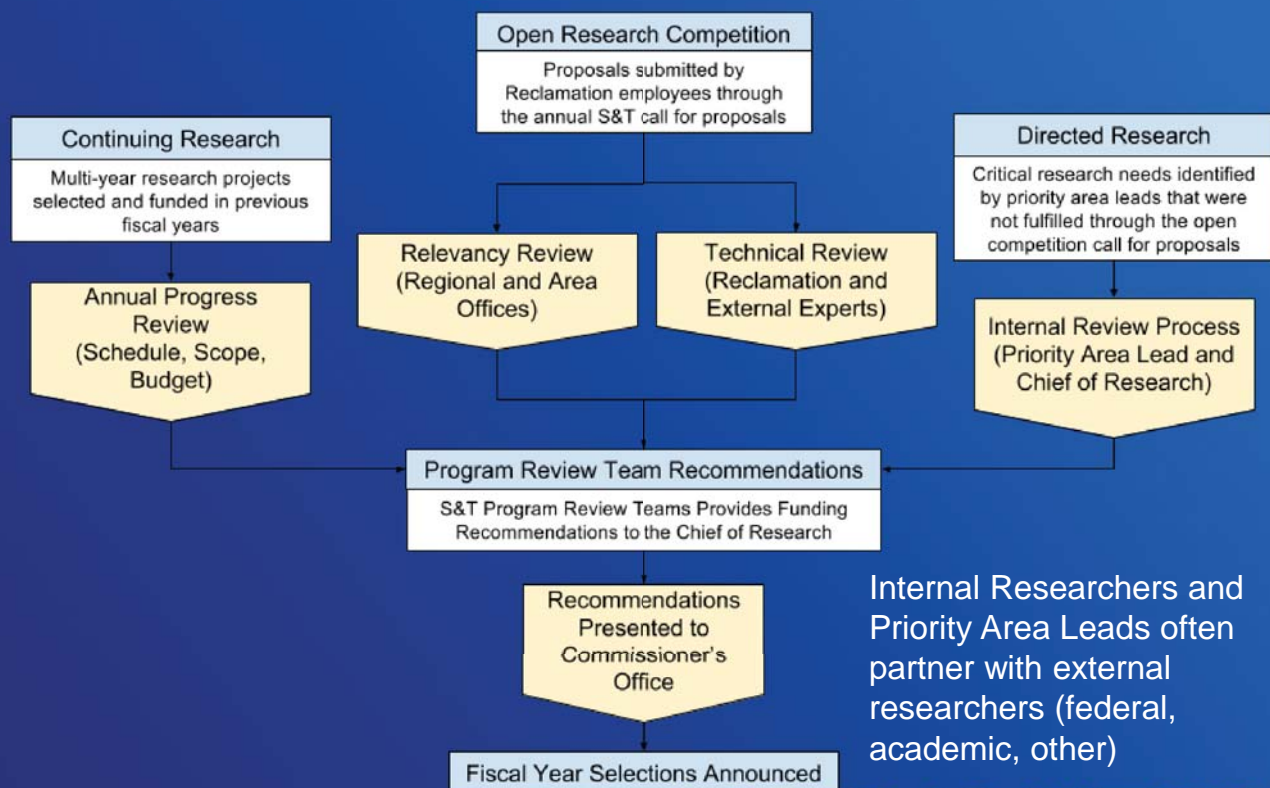 Open Research Competition
Proposals submitted by
Reclamation employees through
the annual S&T call for proposals
Continuing Research
Multi-year research projects
selected and funded in previous
fiscal years
Directed Research
Critical research needs identified
by priority area leads that were
not fulfilled through the open
competition call for proposals
Annual Progress
Review
(Schedule, Scope,
Budget)
Relevancy Review
(Regional and Area
Offices)
Technical Review
(Reclamation and
External Experts)
Internal Review Process
(Priority Area Lead and
Chief of Research)
Program Review Team Recommendations
S&T Program Review Teams Provides Funding
Recommendations to the Chief of Research
Recommendations
Presented to
Commissioner's
Office
Internal Researchers and
Priority Area Leads often
partner with external
researchers (federal,
academic, other)
Fiscal Year Selections Announced